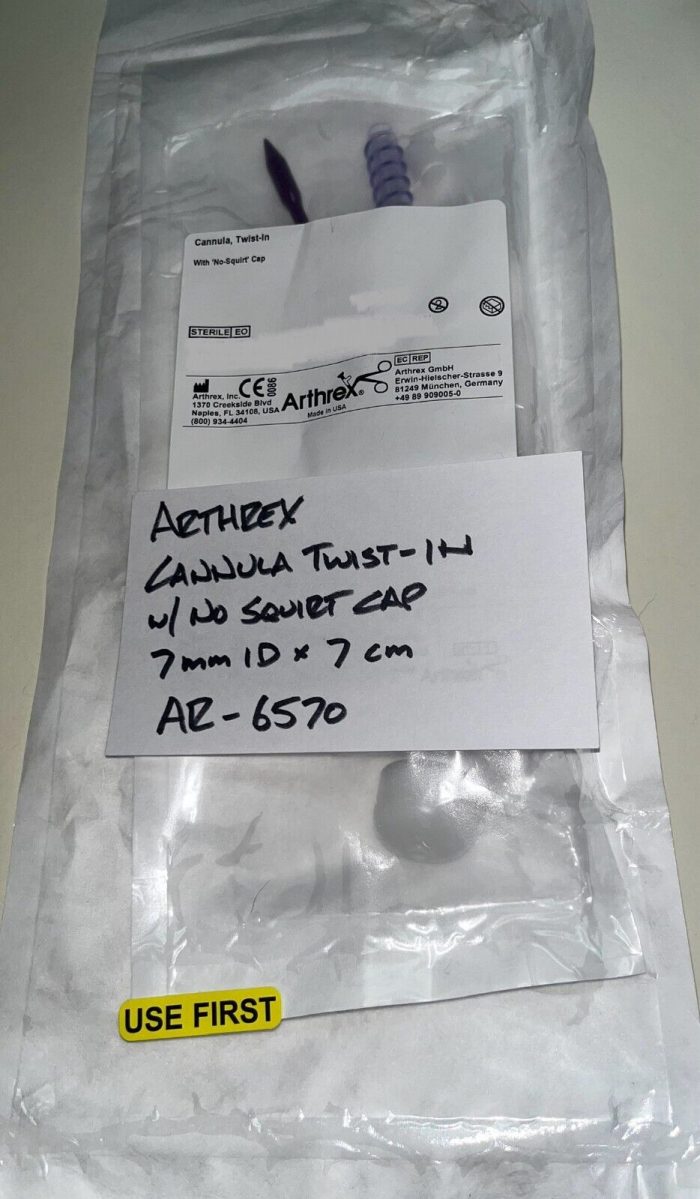 Cannula, Twist-In
With 'No-Squirt' Cap
STERILE EO
EC REP
Arthrex, Inc.
1370 Creekside Blvd
Naples, FL 34108, USA
(800) 934-4404
CE 0086
Arthrex®
Made in USA
Arthrex GmbH
Erwin-Hielscher-Strasse 9
81249 München, Germany
+49 89 909005-0
ARTHREX
CANNULA TWIST-IN
W/ NO SQUIRT CAP
7mm ID x 7 cm
AR-6570
USE FIRST